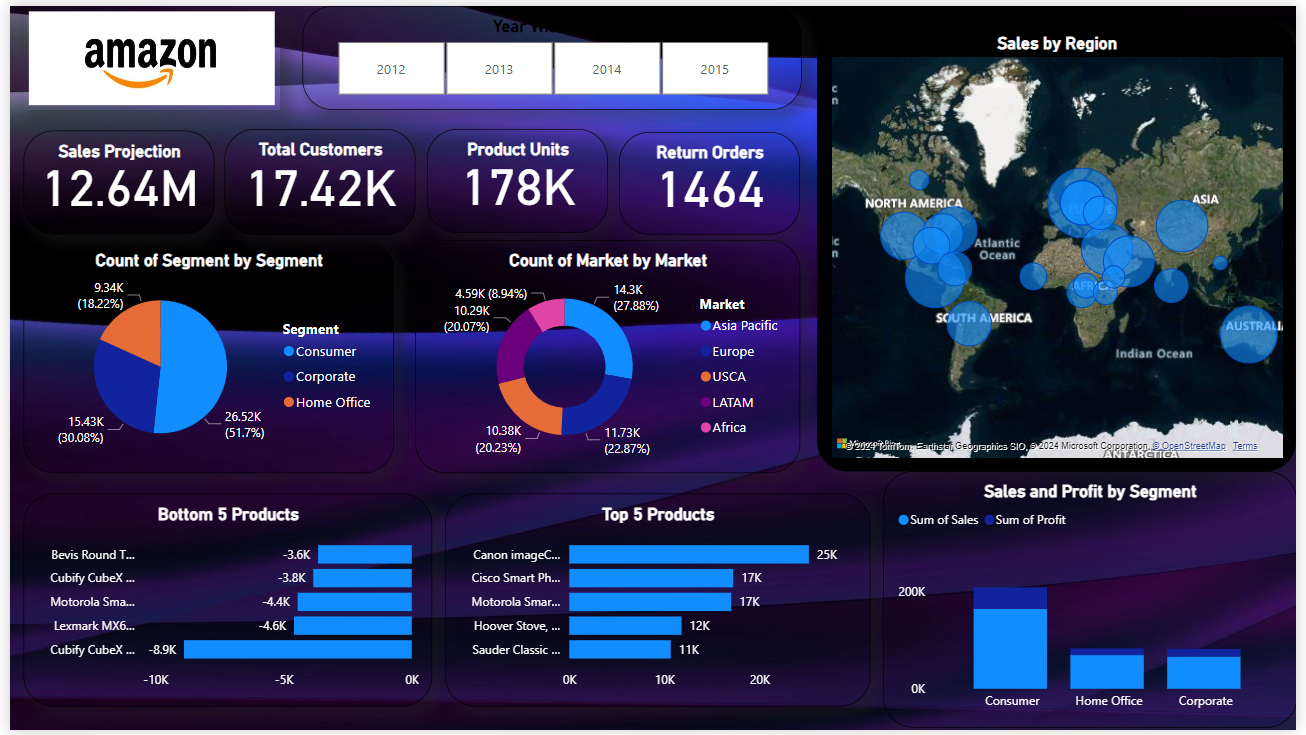 amazon
Year Wis
2012
2013
2014
2015
Sales by Region
NORTH AMERICA
ASIA
Atlantic
Ocean
AFRICA
SOUTH AMERICA
AUSTRALI
Indian Ocean
Microsoft Bing
© 2024 TomTom, Earthstar Geographics SIO, © 2024 Microsoft Corporation, © OpenStreetMap Terms
ANTARCTICA
Sales Projection
12.64M
Total Customers
17.42K
Product Units
178K
Return Orders
1464
Count of Segment by Segment
9.34K
(18.22%)
15.43K
(30.08%)
26.52K
(51.7%)
Segment
Consumer
Corporate
Home Office
Count of Market by Market
4.59K (8.94%)
10.29K
(20.07%)
14.3K
(27.88%)
10.38K
(20.23%)
11.73K
(22.87%)
Market
Asia Pacific
Europe
USCA
LATAM
Africa
Bottom 5 Products
Bevis Round T... -3.6K
Cubify CubeX ... -3.8K
Motorola Sma... -4.4K
Lexmark MX6... -4.6K
Cubify CubeX ... -8.9K
-10K -5K 0K
Top 5 Products
Canon imageC... 25K
Cisco Smart Ph... 17K
Motorola Smar... 17K
Hoover Stove, ... 12K
Sauder Classic ... 11K
0K 10K 20K
Sales and Profit by Segment
Sum of Sales Sum of Profit
200K
0K
Consumer Home Office Corporate